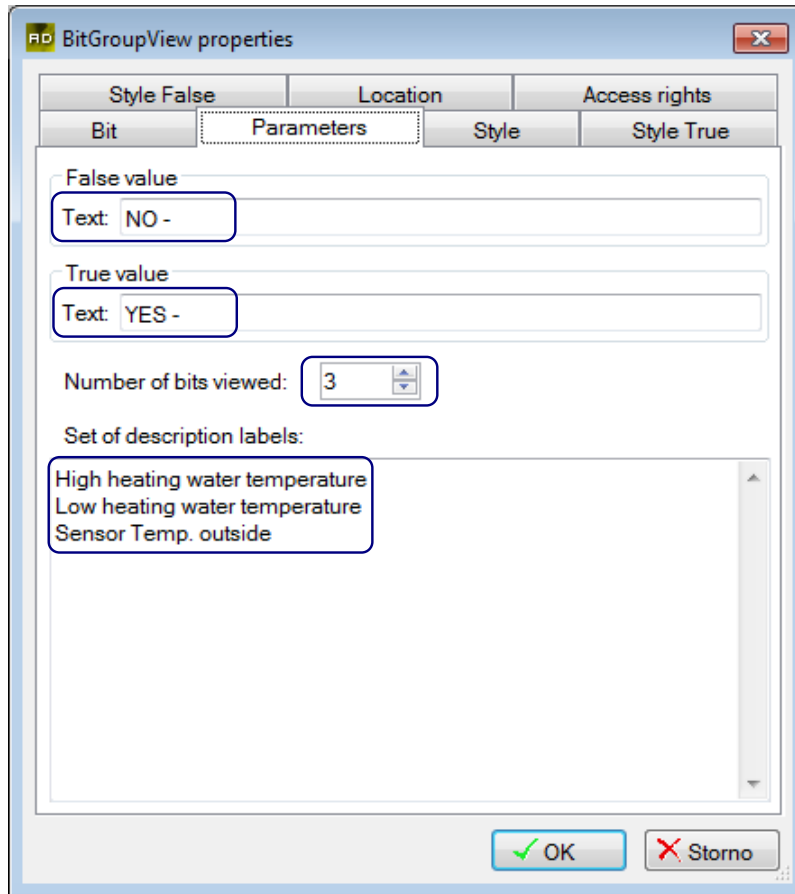 AD BitGroupView properties
Style False Location Access rights
Bit Parameters Style Style True
False value
Text: NO -
True value
Text: YES -
Number of bits viewed: 3
Set of description labels:
High heating water temperature
Low heating water temperature
Sensor Temp. outside
OK Storno